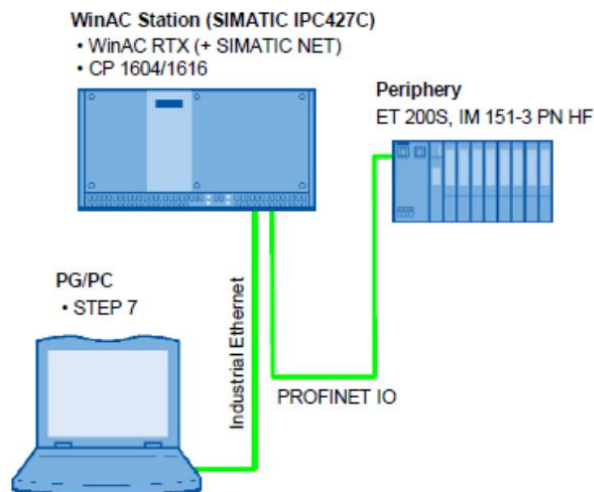 WinAC Station (SIMATIC IPC427C)
• WinAC RTX (+ SIMATIC NET)
• CP 1604/1616
Periphery
ET 200S, IM 151-3 PN HF
PG/PC
• STEP 7
Industrial Ethernet
PROFINET IO